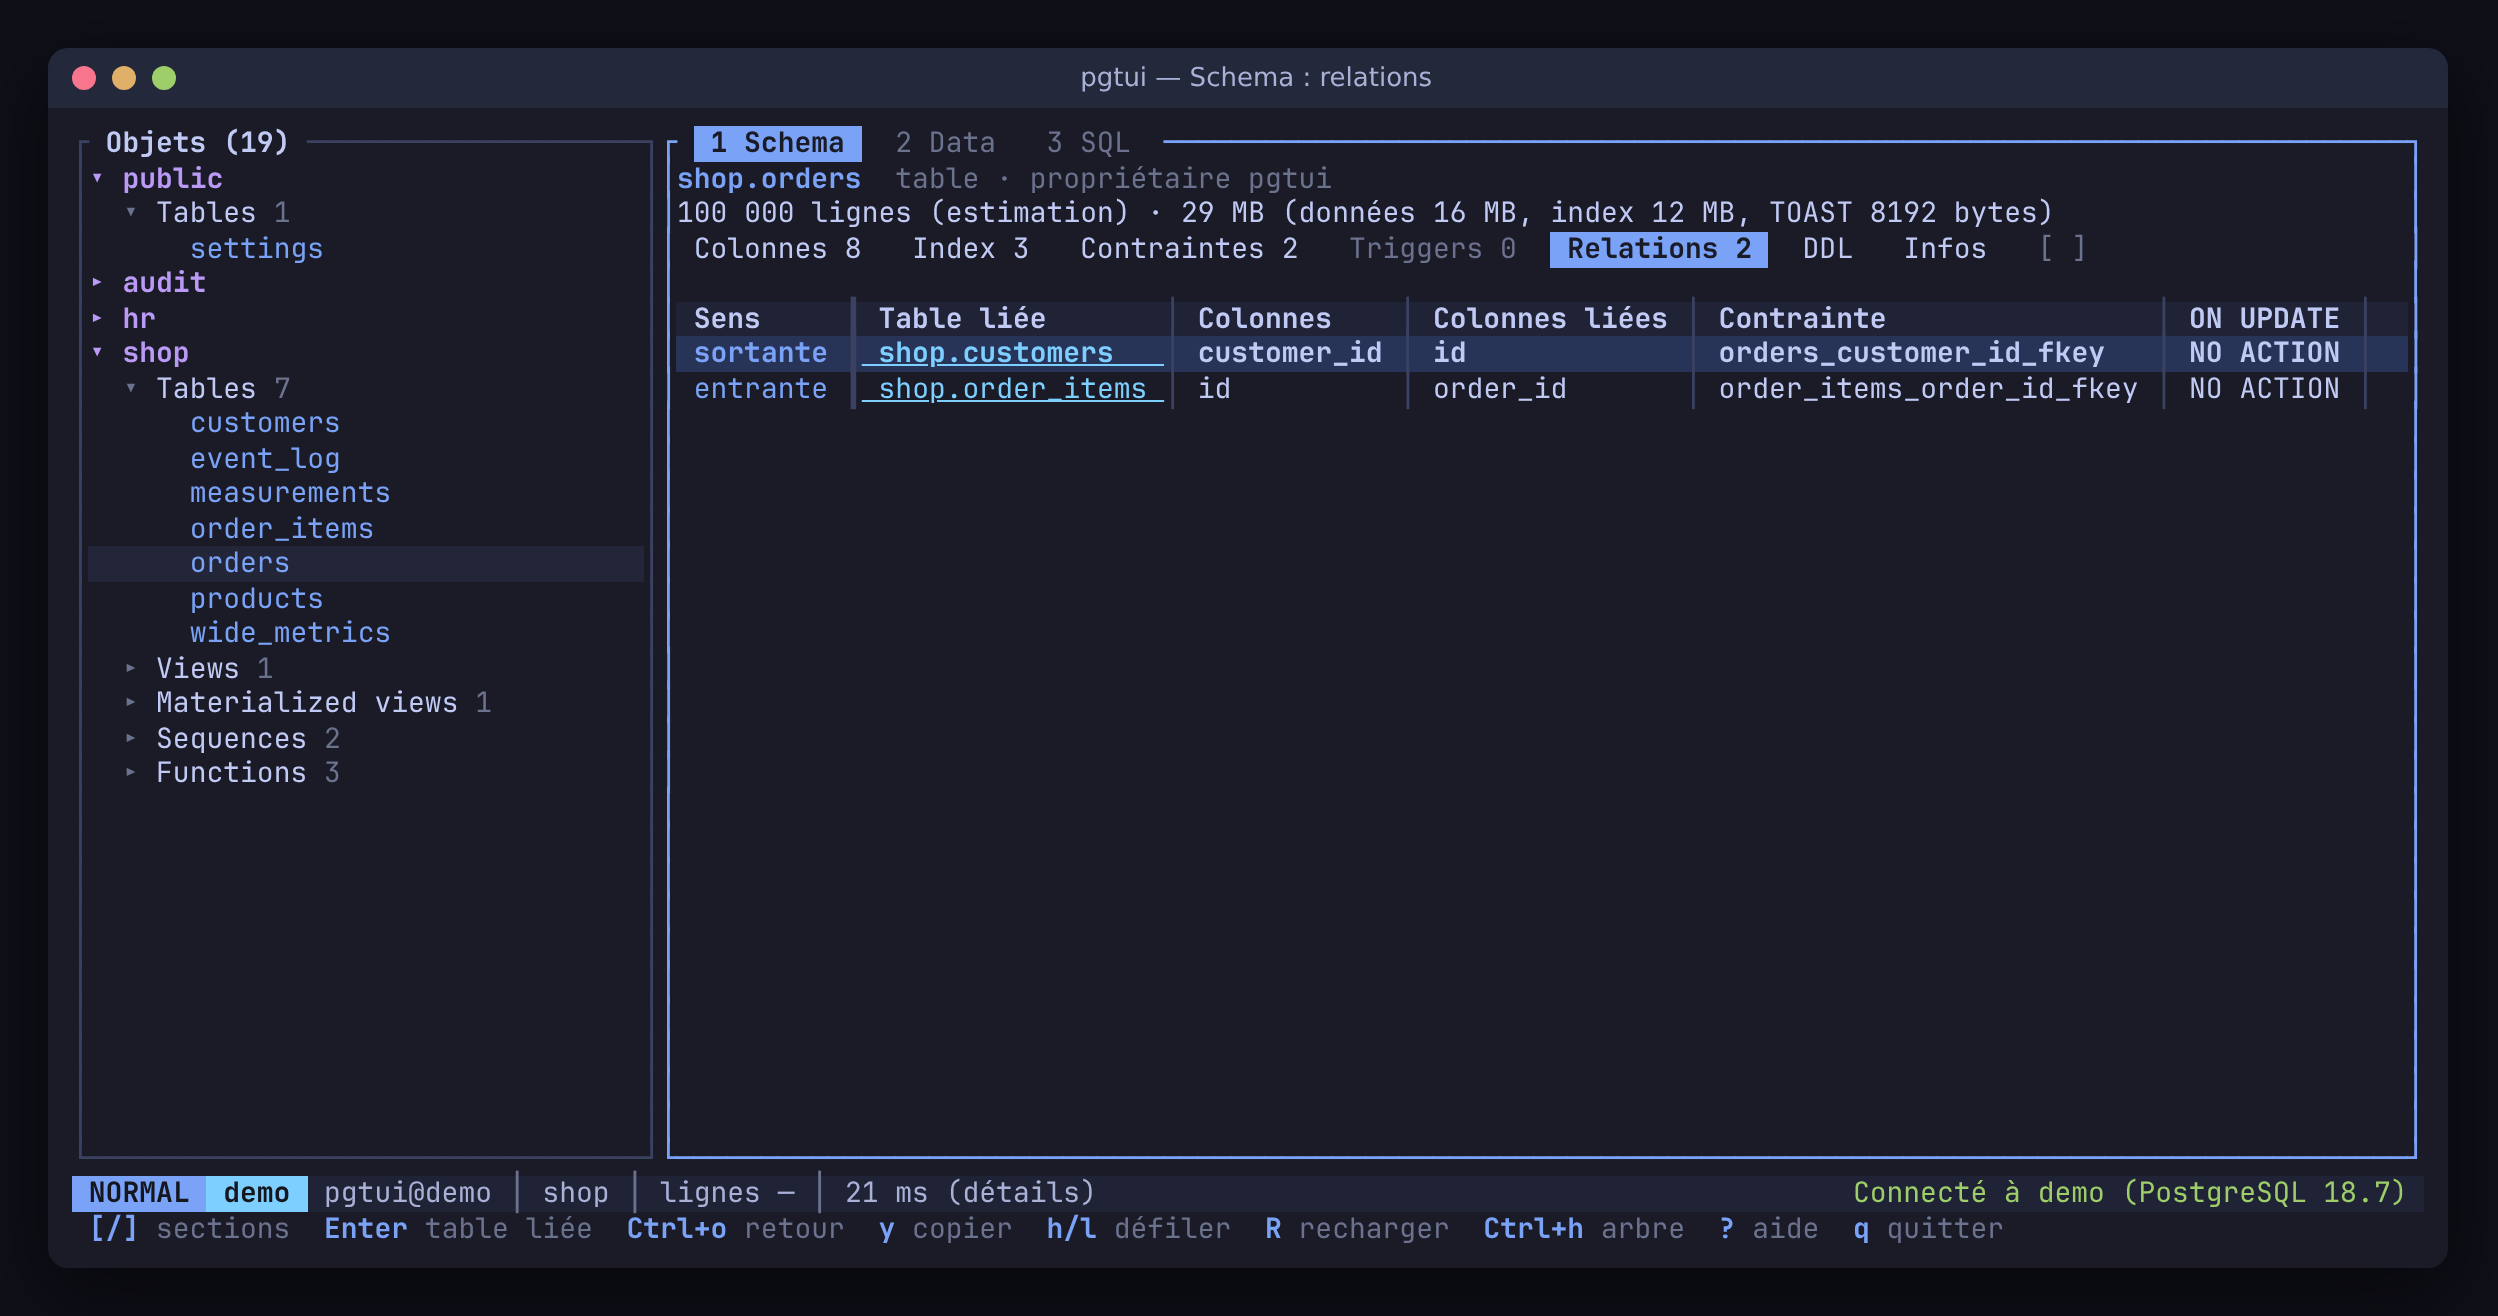 pgtui — Schema : relations
Objets (19)
▾ public
▾ Tables 1
settings
▸ audit
▸ hr
▾ shop
▾ Tables 7
customers
event_log
measurements
order_items
orders
products
wide_metrics
▸ Views 1
▸ Materialized views 1
▸ Sequences 2
▸ Functions 3
1 Schema 2 Data 3 SQL
shop.orders table · propriétaire pgtui
100 000 lignes (estimation) · 29 MB (données 16 MB, index 12 MB, TOAST 8192 bytes)
Colonnes 8 Index 3 Contraintes 2 Triggers 0 Relations 2 DDL Infos [ ]
Sens │ Table liée │ Colonnes │ Colonnes liées │ Contrainte │ ON UPDATE │
sortante │ shop.customers │ customer_id │ id │ orders_customer_id_fkey │ NO ACTION │
entrante │ shop.order_items │ id │ order_id │ order_items_order_id_fkey │ NO ACTION │
NORMAL demo pgtui@demo │ shop │ lignes — │ 21 ms (détails) Connecté à demo (PostgreSQL 18.7)
[/] sections Enter table liée Ctrl+o retour y copier h/l défiler R recharger Ctrl+h arbre ? aide q quitter